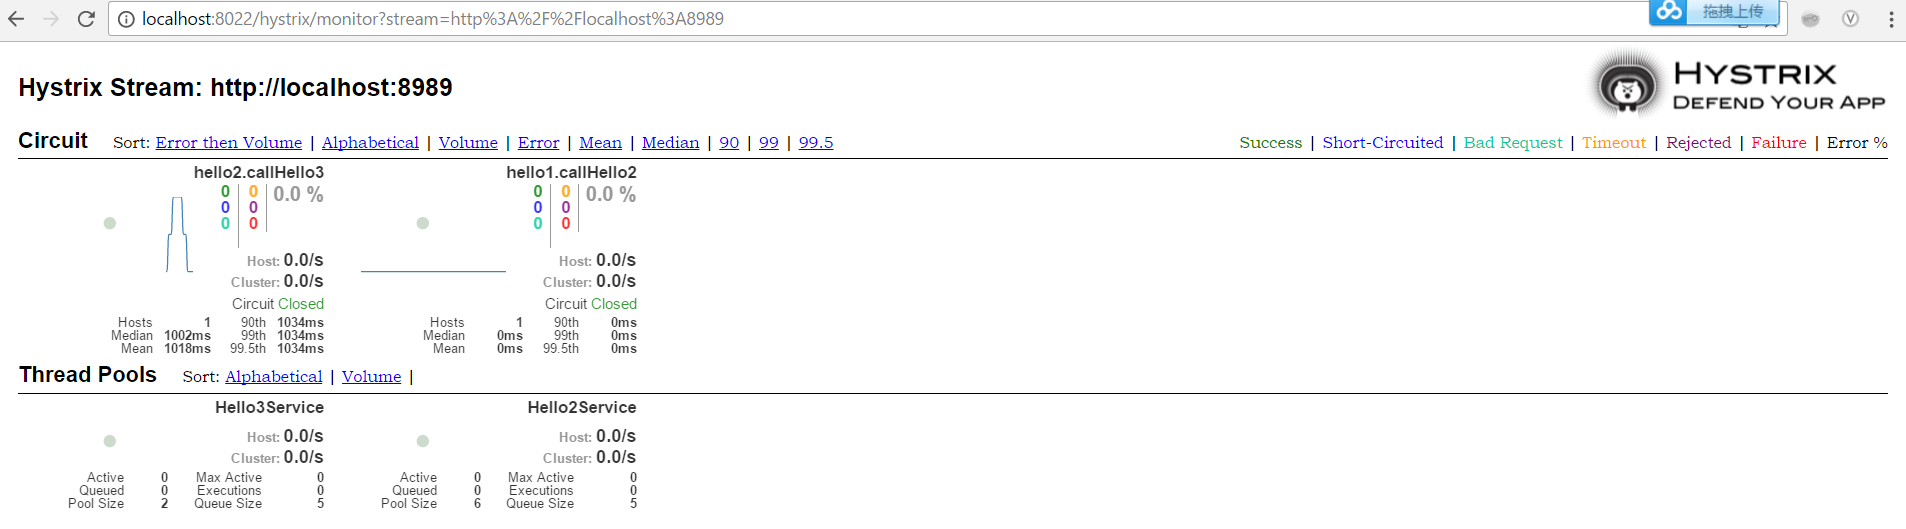 localhost:8022/hystrix/monitor?stream=http%3A%2F%2Flocalhost%3A8989
拖拽上传
V
Hystrix Stream: http://localhost:8989
HYSTRIX
DEFEND YOUR APP
Circuit Sort: Error then Volume | Alphabetical | Volume | Error | Mean | Median | 90 | 99 | 99.5
Success | Short-Circuited | Bad Request | Timeout | Rejected | Failure | Error %
hello2.callHello3
0 0 0.0 %
0 0
0 0
Host: 0.0/s
Cluster: 0.0/s
Circuit Closed
Hosts 1 90th 1034ms
Median 1002ms 99th 1034ms
Mean 1018ms 99.5th 1034ms
hello1.callHello2
0 0 0.0 %
0 0
0 0
Host: 0.0/s
Cluster: 0.0/s
Circuit Closed
Hosts 1 90th 0ms
Median 0ms 99th 0ms
Mean 0ms 99.5th 0ms
Thread Pools Sort: Alphabetical | Volume |
Hello3Service
Host: 0.0/s
Cluster: 0.0/s
Active 0 Max Active 0
Queued 0 Executions 0
Pool Size 2 Queue Size 5
Hello2Service
Host: 0.0/s
Cluster: 0.0/s
Active 0 Max Active 0
Queued 0 Executions 0
Pool Size 6 Queue Size 5